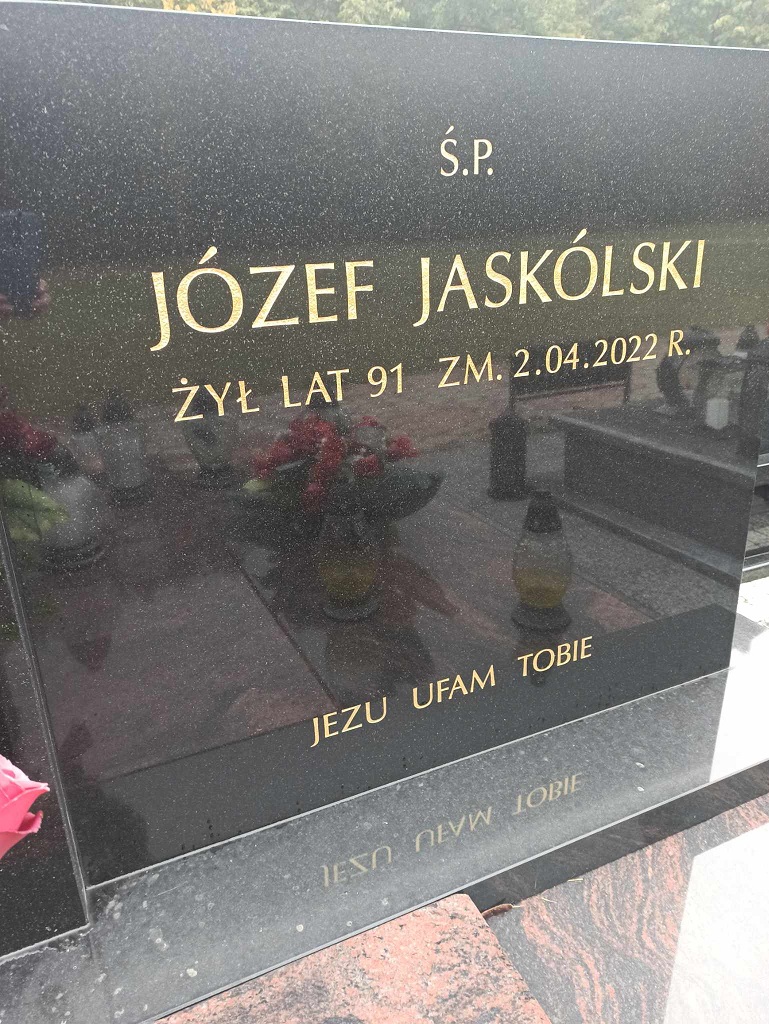 Ś.P.
JÓZEF JASKÓLSKI
ŻYŁ LAT 91 ZM. 2.04.2022 R.
JEZU UFAM TOBIE